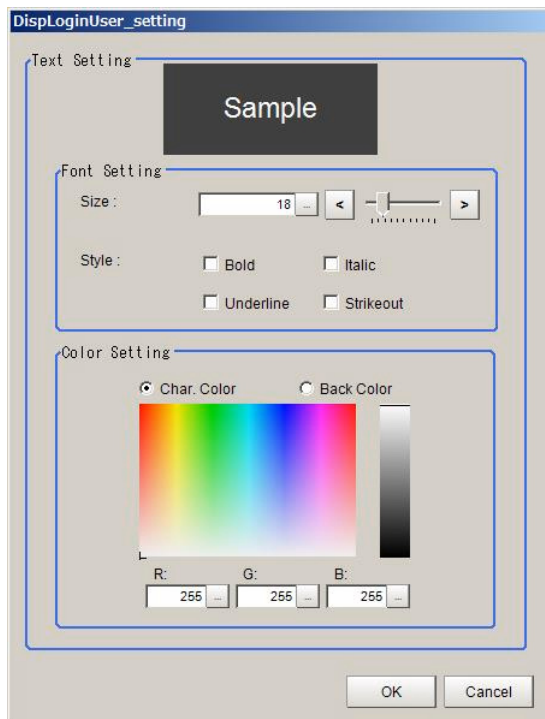 DispLoginUser_setting
Text Setting
Sample
Font Setting
Size : 18 ... < >
Style : Bold Italic
Underline Strikeout
Color Setting
Char. Color Back Color
R: G: B:
255 ... 255 ... 255 ...
OK Cancel